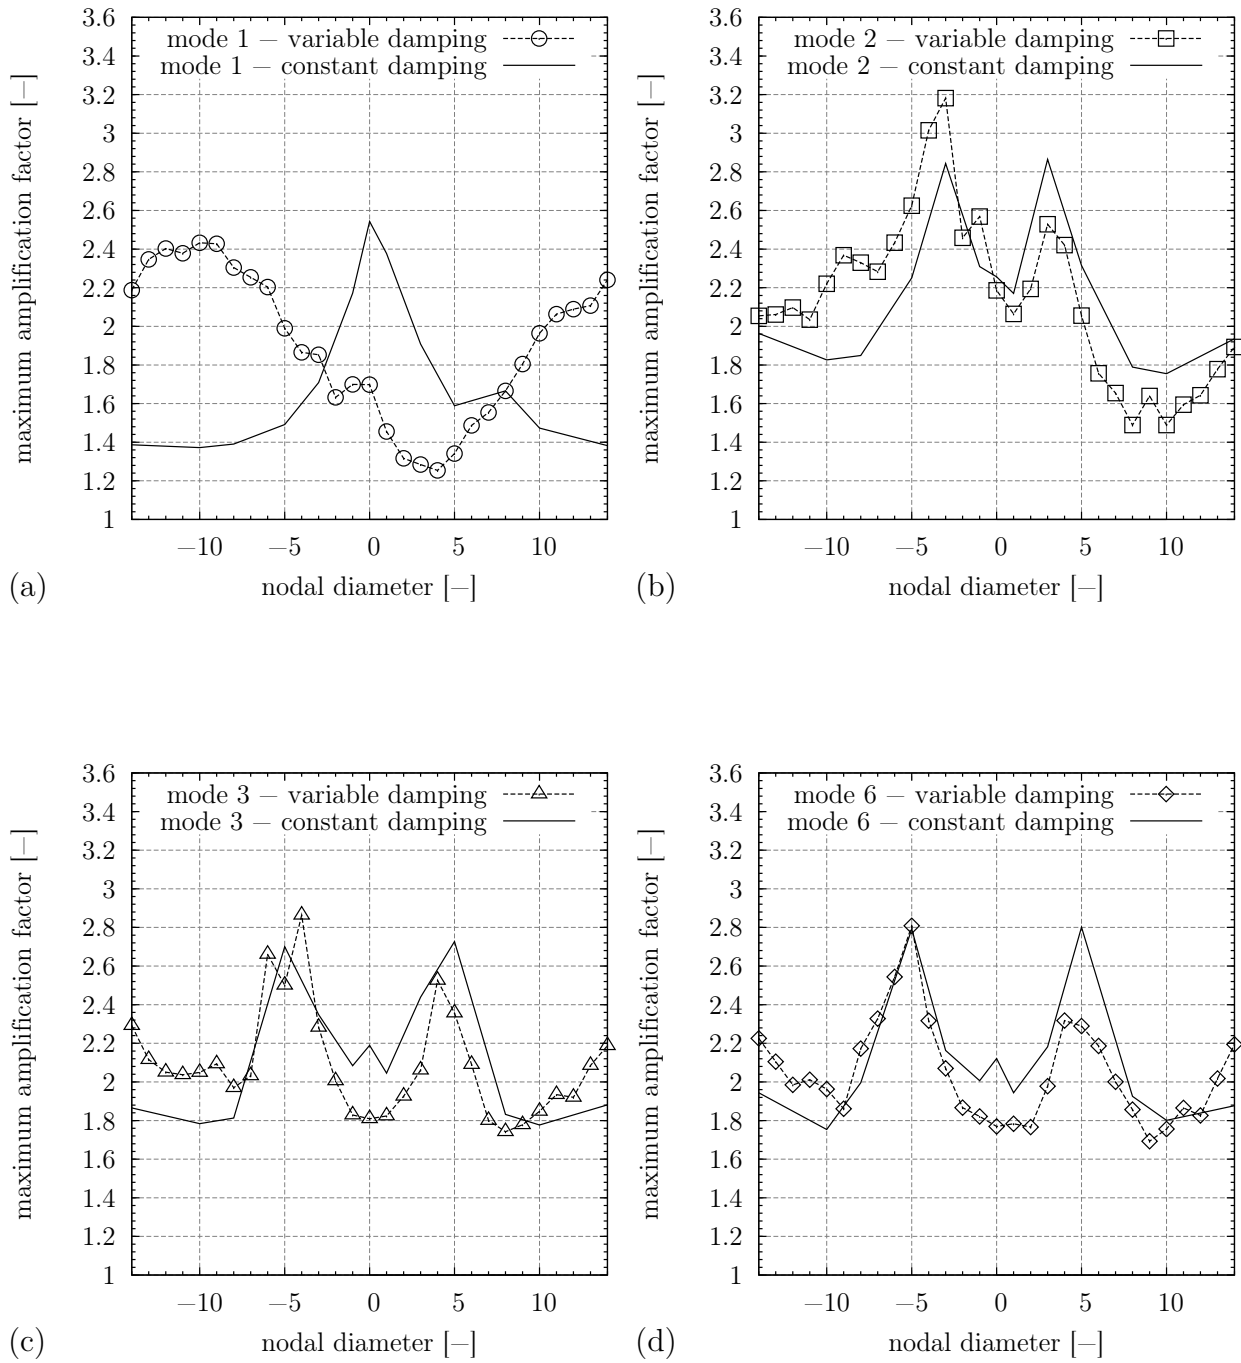 3.6
3.4
3.2
3
2.8
2.6
2.4
2.2
2
1.8
1.6
1.4
1.2
1
maximum amplification factor [−]
mode 1 − variable damping
mode 1 − constant damping
−10 −5 0 5 10
nodal diameter [−]
(a)
3.6
3.4
3.2
3
2.8
2.6
2.4
2.2
2
1.8
1.6
1.4
1.2
1
maximum amplification factor [−]
mode 2 − variable damping
mode 2 − constant damping
−10 −5 0 5 10
nodal diameter [−]
(b)
3.6
3.4
3.2
3
2.8
2.6
2.4
2.2
2
1.8
1.6
1.4
1.2
1
maximum amplification factor [−]
mode 3 − variable damping
mode 3 − constant damping
−10 −5 0 5 10
nodal diameter [−]
(c)
3.6
3.4
3.2
3
2.8
2.6
2.4
2.2
2
1.8
1.6
1.4
1.2
1
maximum amplification factor [−]
mode 6 − variable damping
mode 6 − constant damping
−10 −5 0 5 10
nodal diameter [−]
(d)